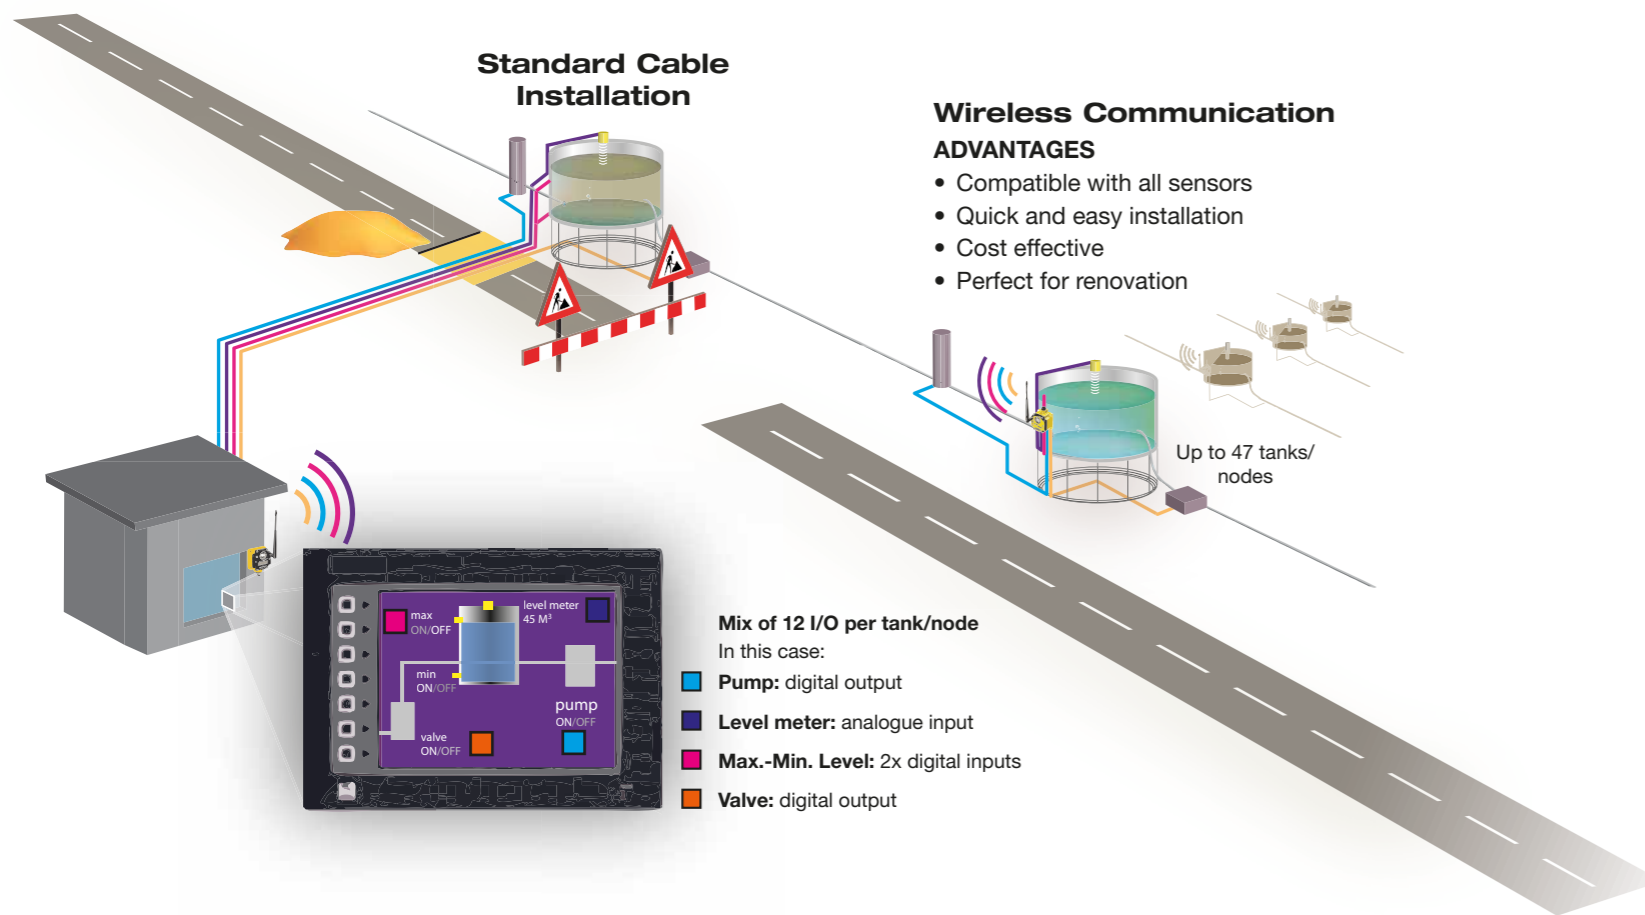 Standard Cable
Installation
Wireless Communication
ADVANTAGES
• Compatible with all sensors
• Quick and easy installation
• Cost effective
• Perfect for renovation
Up to 47 tanks/
nodes
max
ON/OFF
level meter
45 M³
min
ON/OFF
pump
ON/OFF
valve
ON/OFF
Mix of 12 I/O per tank/node
In this case:
Pump: digital output
Level meter: analogue input
Max.-Min. Level: 2x digital inputs
Valve: digital output